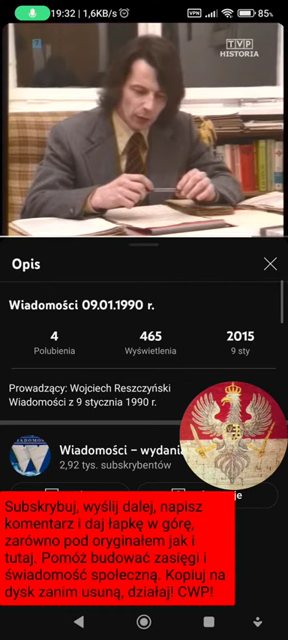 19:32 | 1,6KB/s
VPN
85%
TVP
HISTORIA
Opis
Wiadomości 09.01.1990 r.
4
465
2015
Polubienia
Wyświetlenia
9 sty
Prowadzący: Wojciech Reszczyński
Wiadomości z 9 stycznia 1990 r.
Wiadomości – wydania
2,92 tys. subskrybentów
Subskrybuj, wyślij dalej, napisz
komentarz i daj łapkę w górę,
zarówno pod oryginałem jak i
tutaj. Pomóż budować zasięgi i
świadomość społeczną. Kopiuj na
dysk zanim usuną, działaj! CWP!